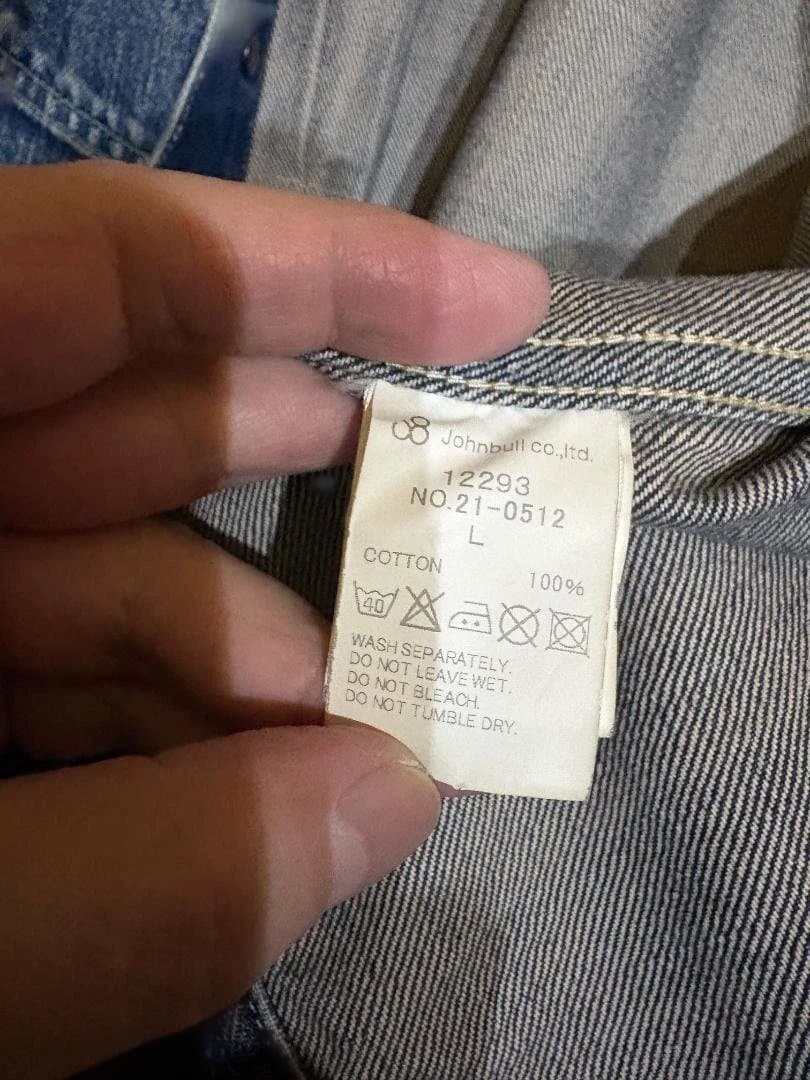 Johnbull co.,ltd.
12293
NO.21-0512
L
COTTON 100%
40
WASH SEPARATELY.
DO NOT LEAVE WET.
DO NOT BLEACH.
DO NOT TUMBLE DRY.